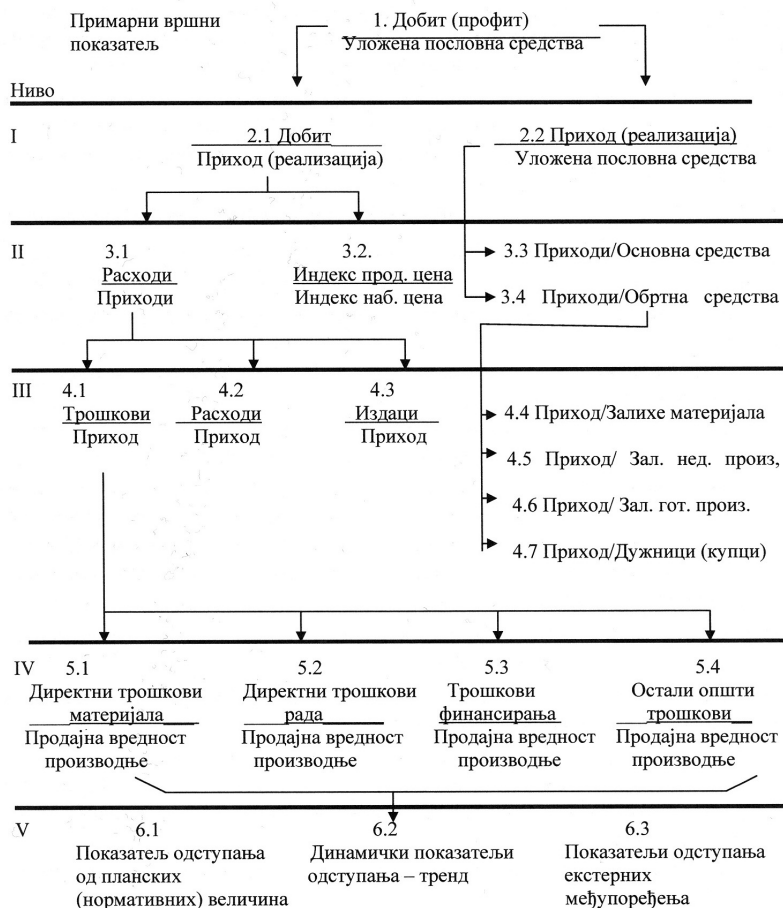 Примарни вршни
показатељ
1. Добит (профит)
Уложена пословна средства
Ниво
I
2.1 Добит
Приход (реализација)
2.2 Приход (реализација)
Уложена пословна средства
II
3.1
Расходи
Приходи
3.2.
Индекс прод. цена
Индекс наб. цена
3.3 Приходи/Основна средства
3.4 Приходи/Обртна средства
III
4.1
Трошкови
Приход
4.2
Расходи
Приход
4.3
Издаци
Приход
4.4 Приход/Залихе материјала
4.5 Приход/ Зал. нед. произ,
4.6 Приход/ Зал. гот. произ.
4.7 Приход/Дужници (купци)
IV
5.1
Директни трошкови
материјала
Продајна вредност
производње
5.2
Директни трошкови
рада
Продајна вредност
производње
5.3
Трошкови
финансирања
Продајна вредност
производње
5.4
Остали општи
трошкови
Продајна вредност
производње
V
6.1
Показатељ одступања
од планских
(нормативних) величина
6.2
Динамички показатељи
одступања – тренд
6.3
Показатељи одступања
екстерних
међупоређења